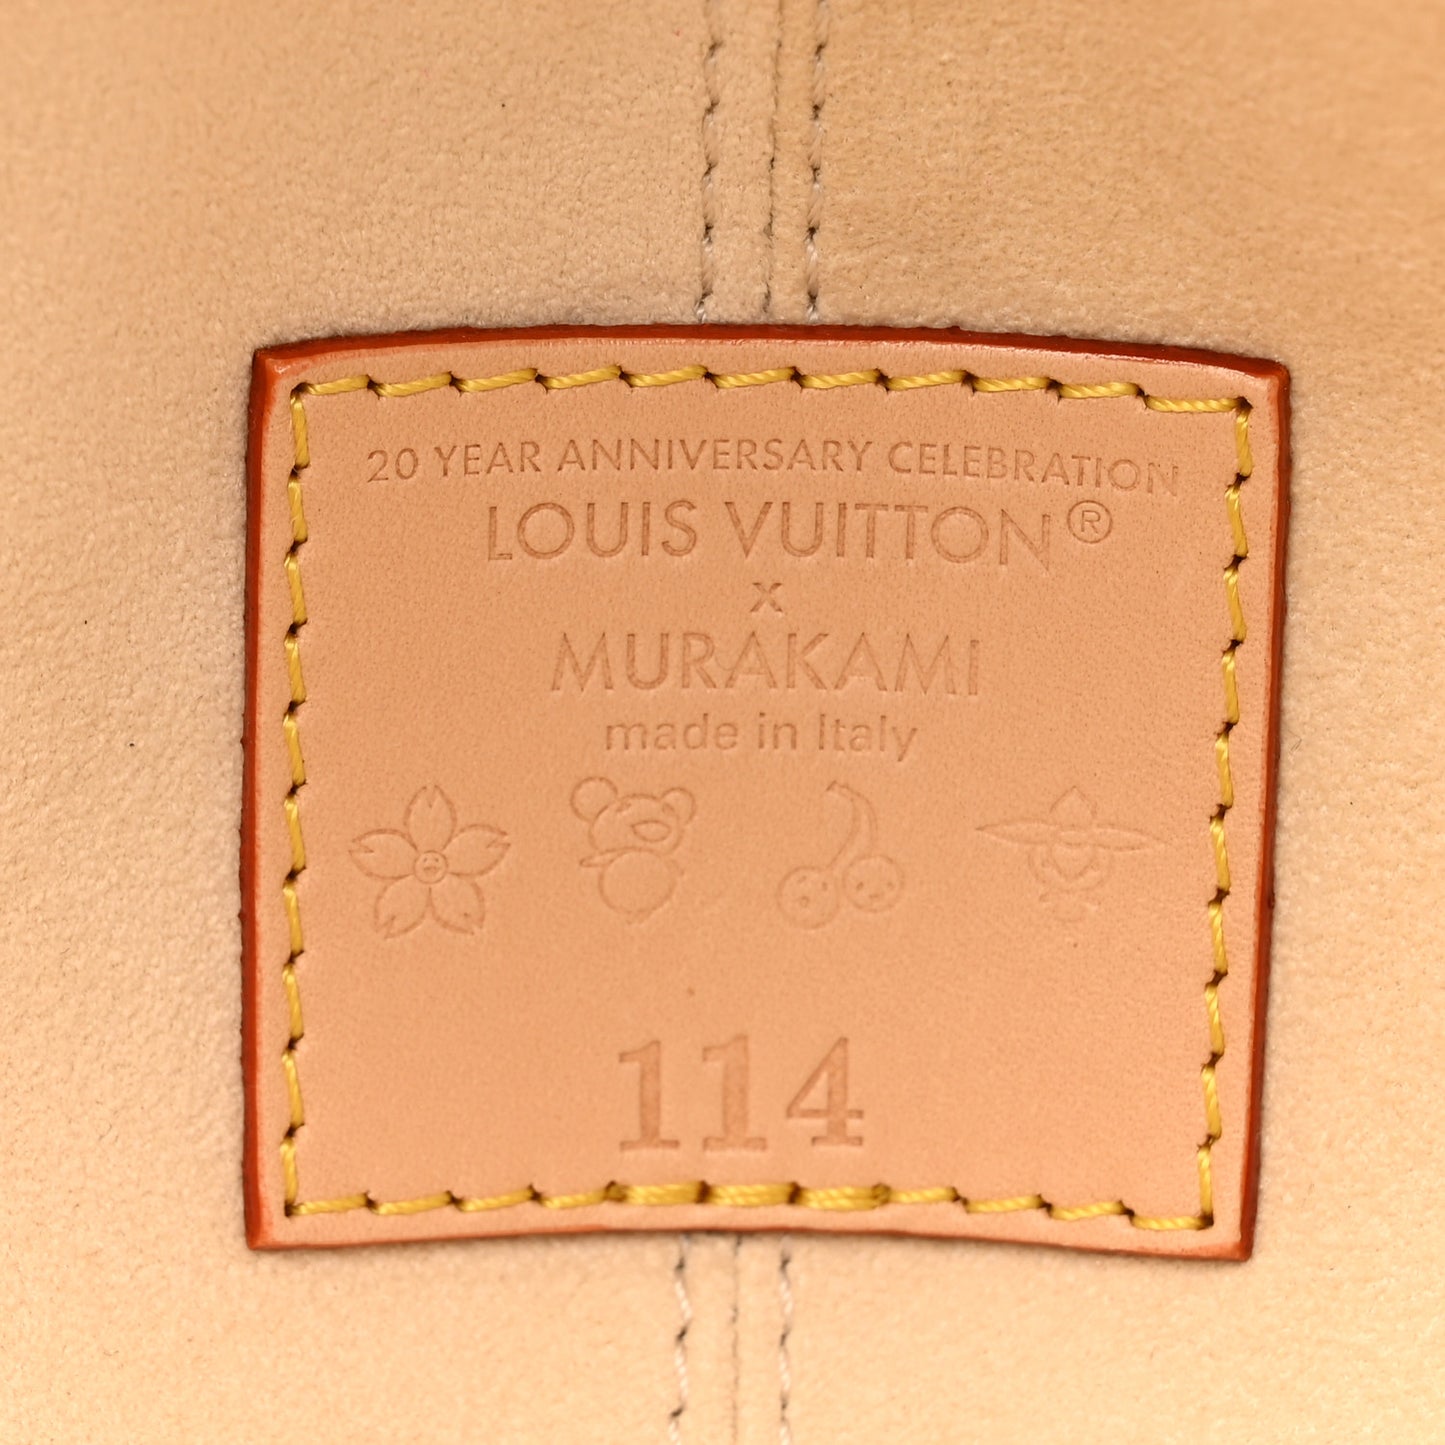 20 YEAR ANNIVERSARY CELEBRATION
LOUIS VUITTON®
x
MURAKAMi
made in Italy
114